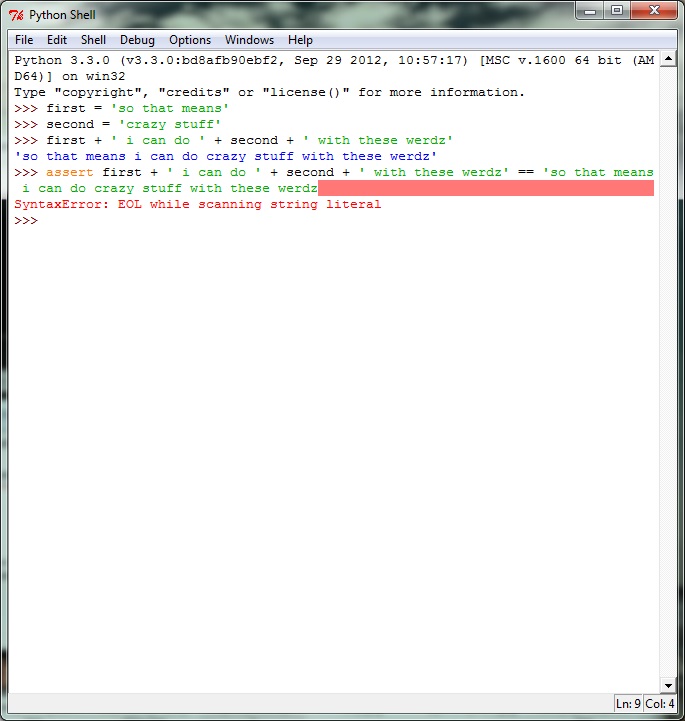 Python Shell
File Edit Shell Debug Options Windows Help
Python 3.3.0 (v3.3.0:bd8afb90ebf2, Sep 29 2012, 10:57:17) [MSC v.1600 64 bit (AM
D64)] on win32
Type "copyright", "credits" or "license()" for more information.
>>> first = 'so that means'
>>> second = 'crazy stuff'
>>> first + ' i can do ' + second + ' with these werdz'
'so that means i can do crazy stuff with these werdz'
>>> assert first + ' i can do ' + second + ' with these werdz' == 'so that means
 i can do crazy stuff with these werdz
SyntaxError: EOL while scanning string literal
>>>
Ln: 9 Col: 4